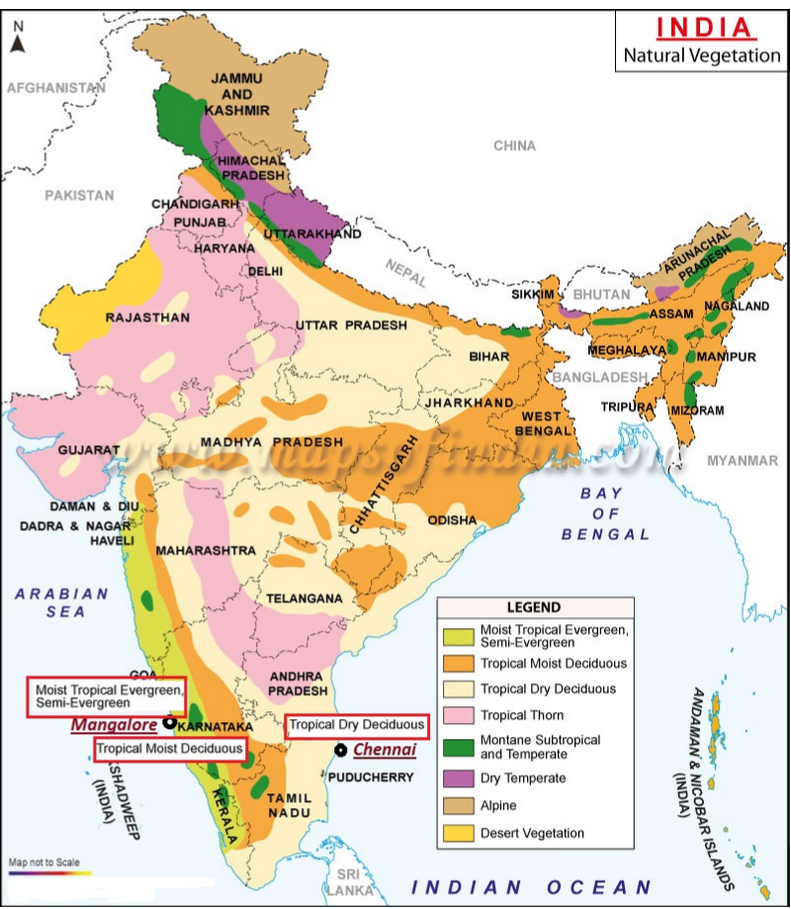 INDIA
Natural Vegetation
N
AFGHANISTAN
JAMMU
AND
KASHMIR
CHINA
HIMACHAL
PRADESH
PAKISTAN
CHANDIGARH
PUNJAB
UTTARAKHAND
HARYANA
DELHI
NEPAL
ARUNACHAL
PRADESH
SIKKIM
BHUTAN
RAJASTHAN
ASSAM
NAGALAND
UTTAR PRADESH
BIHAR
MEGHALAYA
MANIPUR
BANGLADESH
JHARKHAND
TRIPURA
MIZORAM
WEST
BENGAL
GUJARAT
MADHYA PRADESH
www.mapsofindia.com
MYANMAR
CHHATTISGARH
DAMAN & DIU
DADRA & NAGAR
HAVELI
ODISHA
BAY
OF
BENGAL
MAHARASHTRA
ARABIAN
SEA
TELANGANA
LEGEND
Moist Tropical Evergreen,
Semi-Evergreen
Tropical Moist Deciduous
Tropical Dry Deciduous
Tropical Thorn
Montane Subtropical
and Temperate
Dry Temperate
Alpine
Desert Vegetation
GOA
ANDHRA
PRADESH
Moist Tropical Evergreen,
Semi-Evergreen
Mangalore
KARNATAKA
Tropical Dry Deciduous
Tropical Moist Deciduous
Chennai
PUDUCHERRY
KSHADWEEP
(INDIA)
KERALA
TAMIL
NADU
ANDAMAN & NICOBAR ISLANDS
(INDIA)
Map not to Scale
SRI
LANKA
INDIAN OCEAN